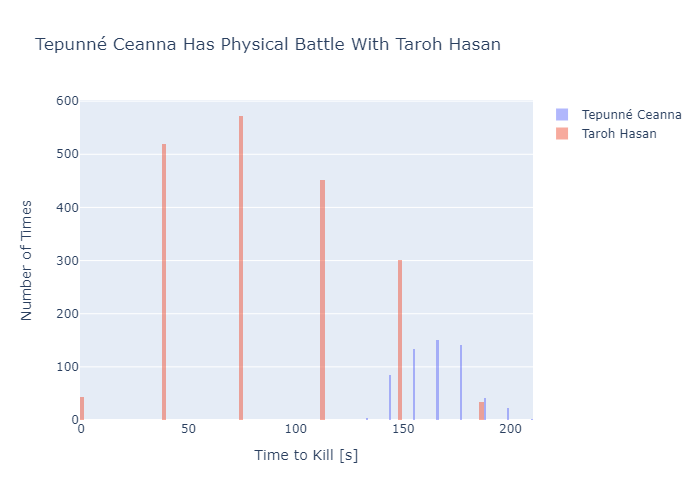 Tepunné Ceanna Has Physical Battle With Taroh Hasan
Tepunné Ceanna
Taroh Hasan
Number of Times
600
500
400
300
200
100
0
0 50 100 150 200
Time to Kill [s]